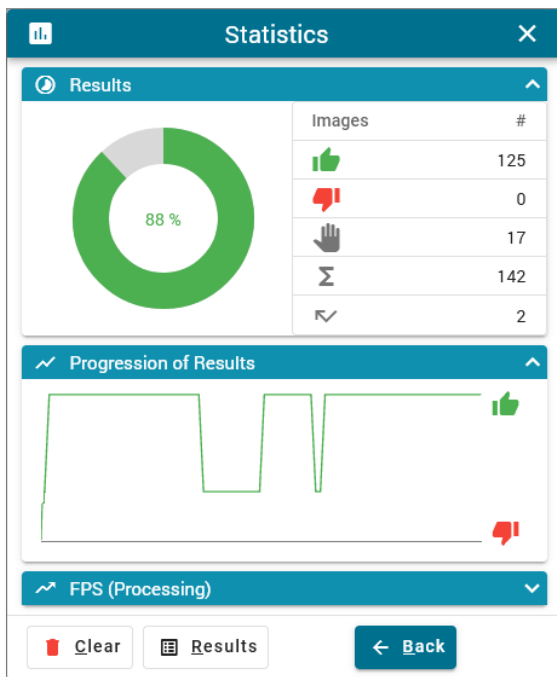 Statistics
Results
Images #
125
0
88 %
17
Σ 142
2
Progression of Results
FPS (Processing)
Clear Results Back